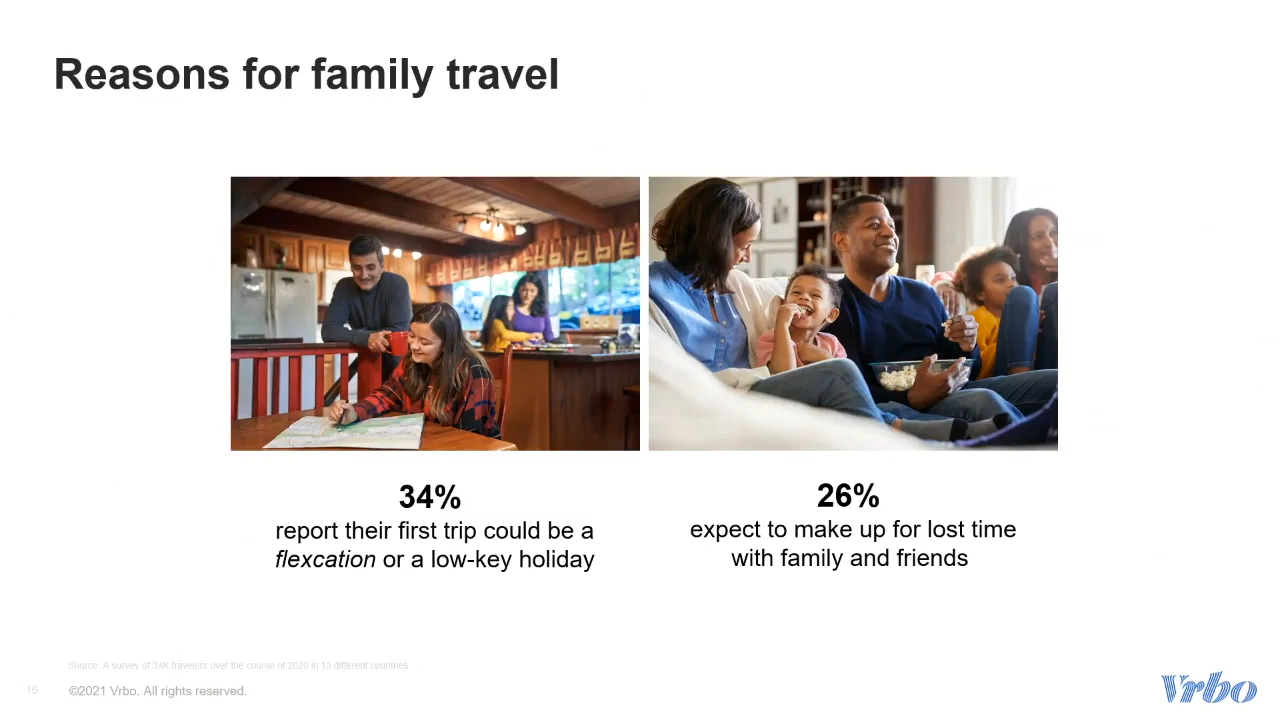 Reasons for family travel
34%
report their first trip could be a
flexcation or a low-key holiday
26%
expect to make up for lost time
with family and friends
Source: A survey of 34K travelers over the course of 2020 in 13 different countries
16 ©2021 Vrbo. All rights reserved.
Vrbo